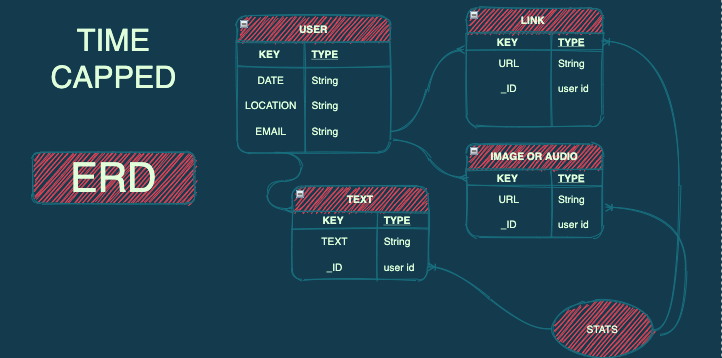 TIME
CAPPED
ERD
USER
KEY TYPE
DATE String
LOCATION String
EMAIL String
LINK
KEY TYPE
URL String
_ID user id
IMAGE OR AUDIO
KEY TYPE
URL String
_ID user id
TEXT
KEY TYPE
TEXT String
_ID user id
STATS